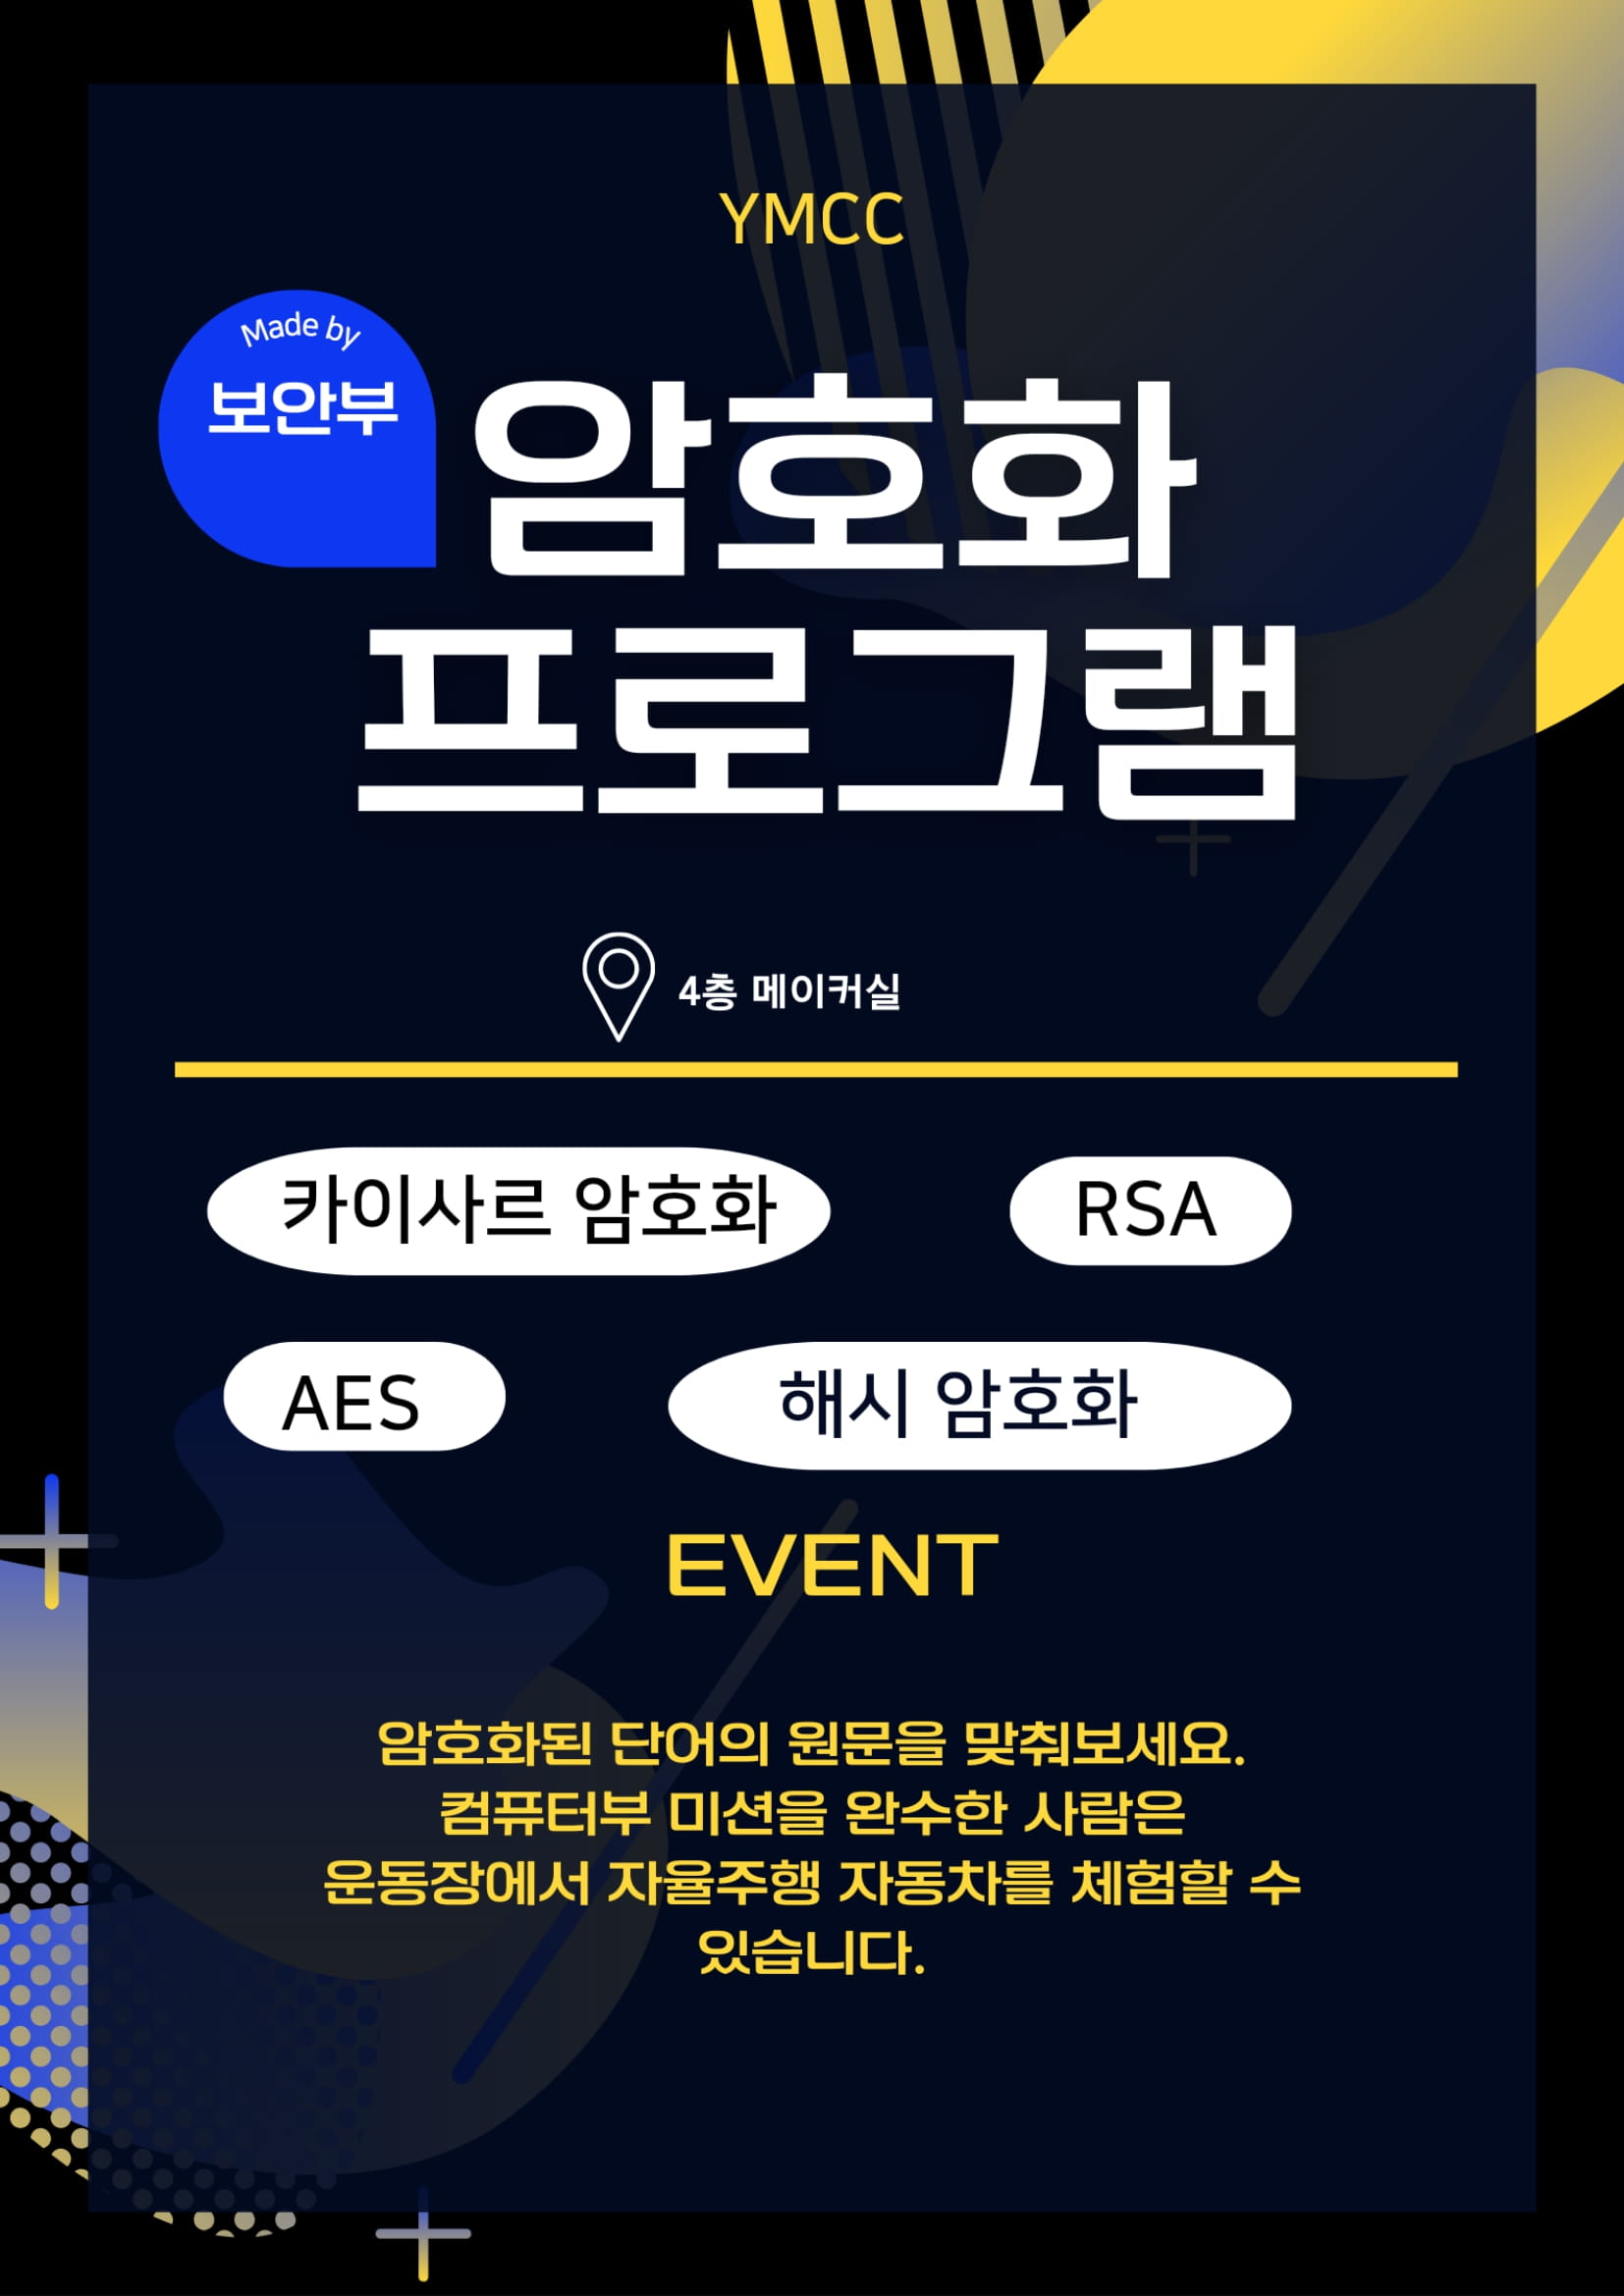 YMCC
Made by
보안부
암호화
프로그램
4층 메이커실
카이사르 암호화
RSA
AES
해시 암호화
EVENT
암호화된 단어의 원문을 맞춰보세요.
컴퓨터부 미션을 완수한 사람은
운동장에서 자율주행 자동차를 체험할 수
있습니다.